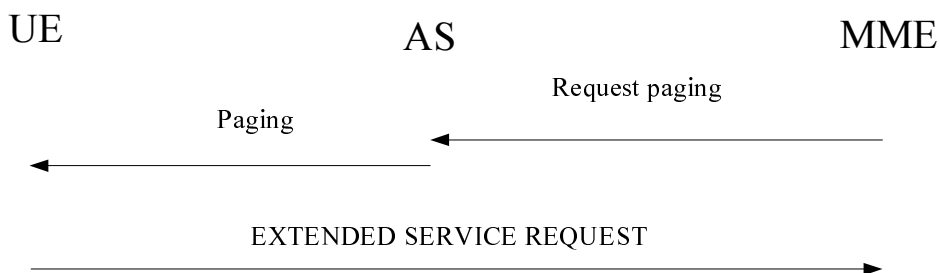 UE
AS
MME
Request paging
Paging
EXTENDED SERVICE REQUEST